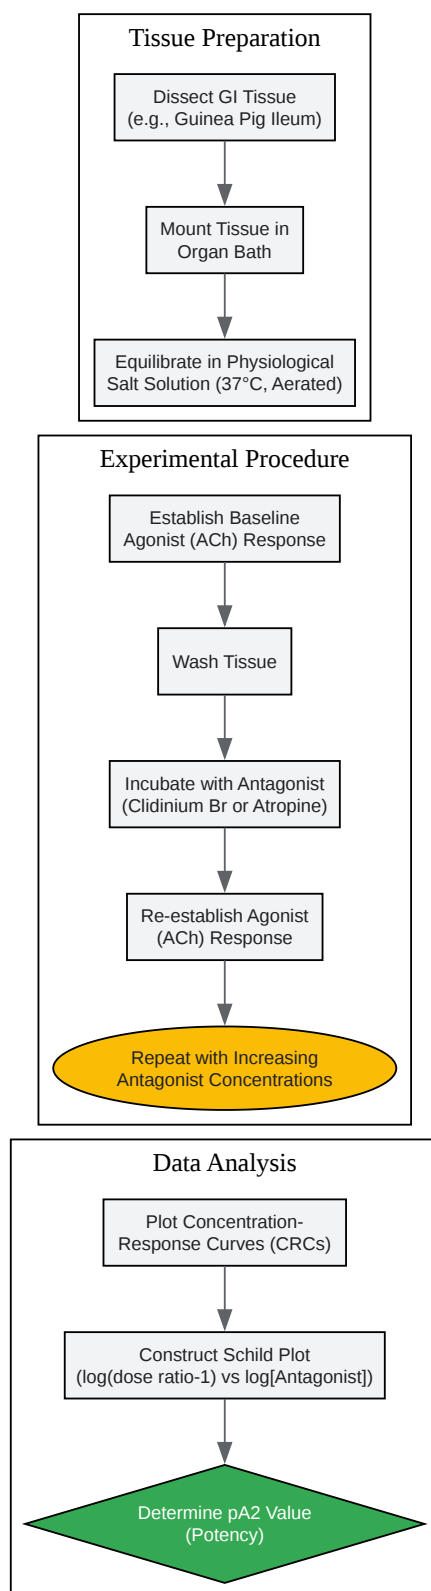 Tissue Preparation
Dissect GI Tissue
(e.g., Guinea Pig Ileum)
Mount Tissue in
Organ Bath
Equilibrate in Physiological
Salt Solution (37°C, Aerated)
Experimental Procedure
Establish Baseline
Agonist (ACh) Response
Wash Tissue
Incubate with Antagonist
(Clidinium Br or Atropine)
Re-establish Agonist
(ACh) Response
Repeat with Increasing
Antagonist Concentrations
Data Analysis
Plot Concentration-
Response Curves (CRCs)
Construct Schild Plot
(log(dose ratio-1) vs log[Antagonist])
Determine pA2 Value
(Potency)